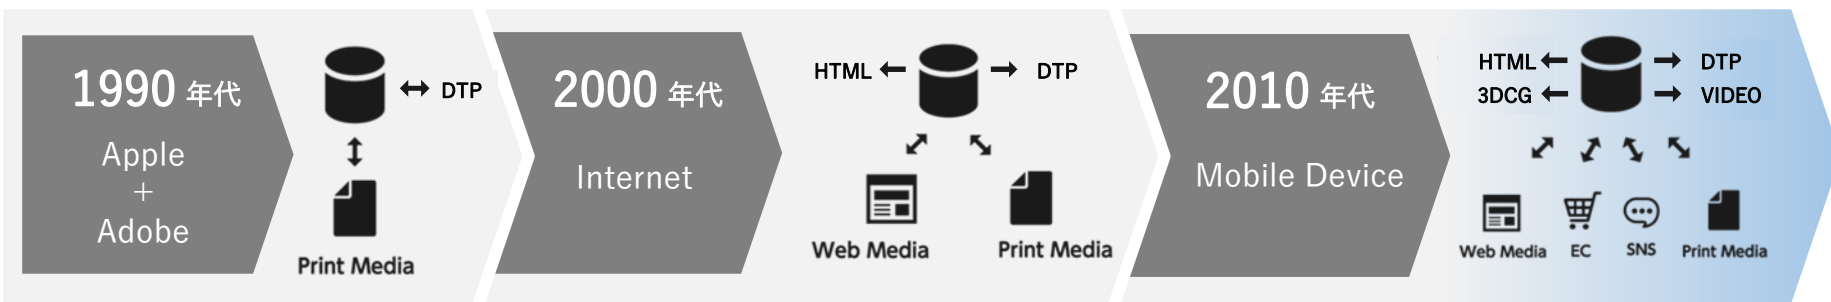 1990 年代
Apple
+
Adobe
DTP
Print Media
2000 年代
Internet
HTML
DTP
Web Media
Print Media
2010 年代
Mobile Device
HTML
DTP
3DCG
VIDEO
Web Media
EC
SNS
Print Media